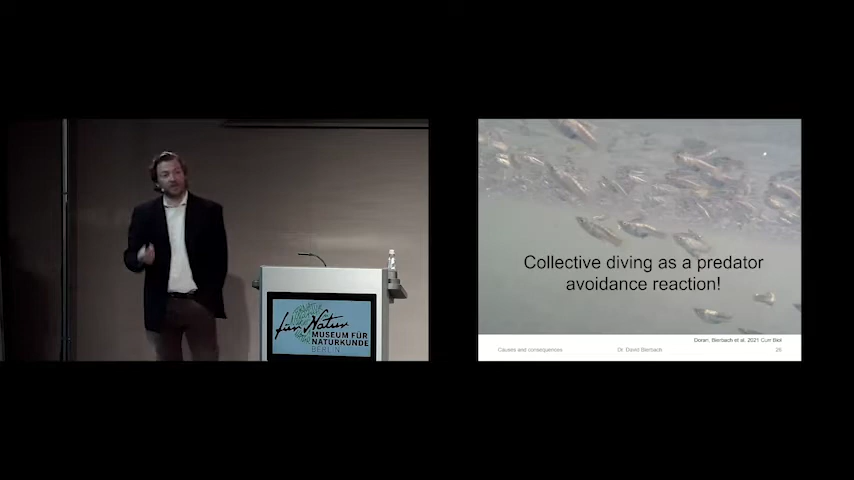 für Natur
MUSEUM FÜR
NATURKUNDE
BERLIN
Collective diving as a predator
avoidance reaction!
Doran, Bierbach et al. 2021 Curr Biol
Causes and consequences
Dr. David Bierbach
26